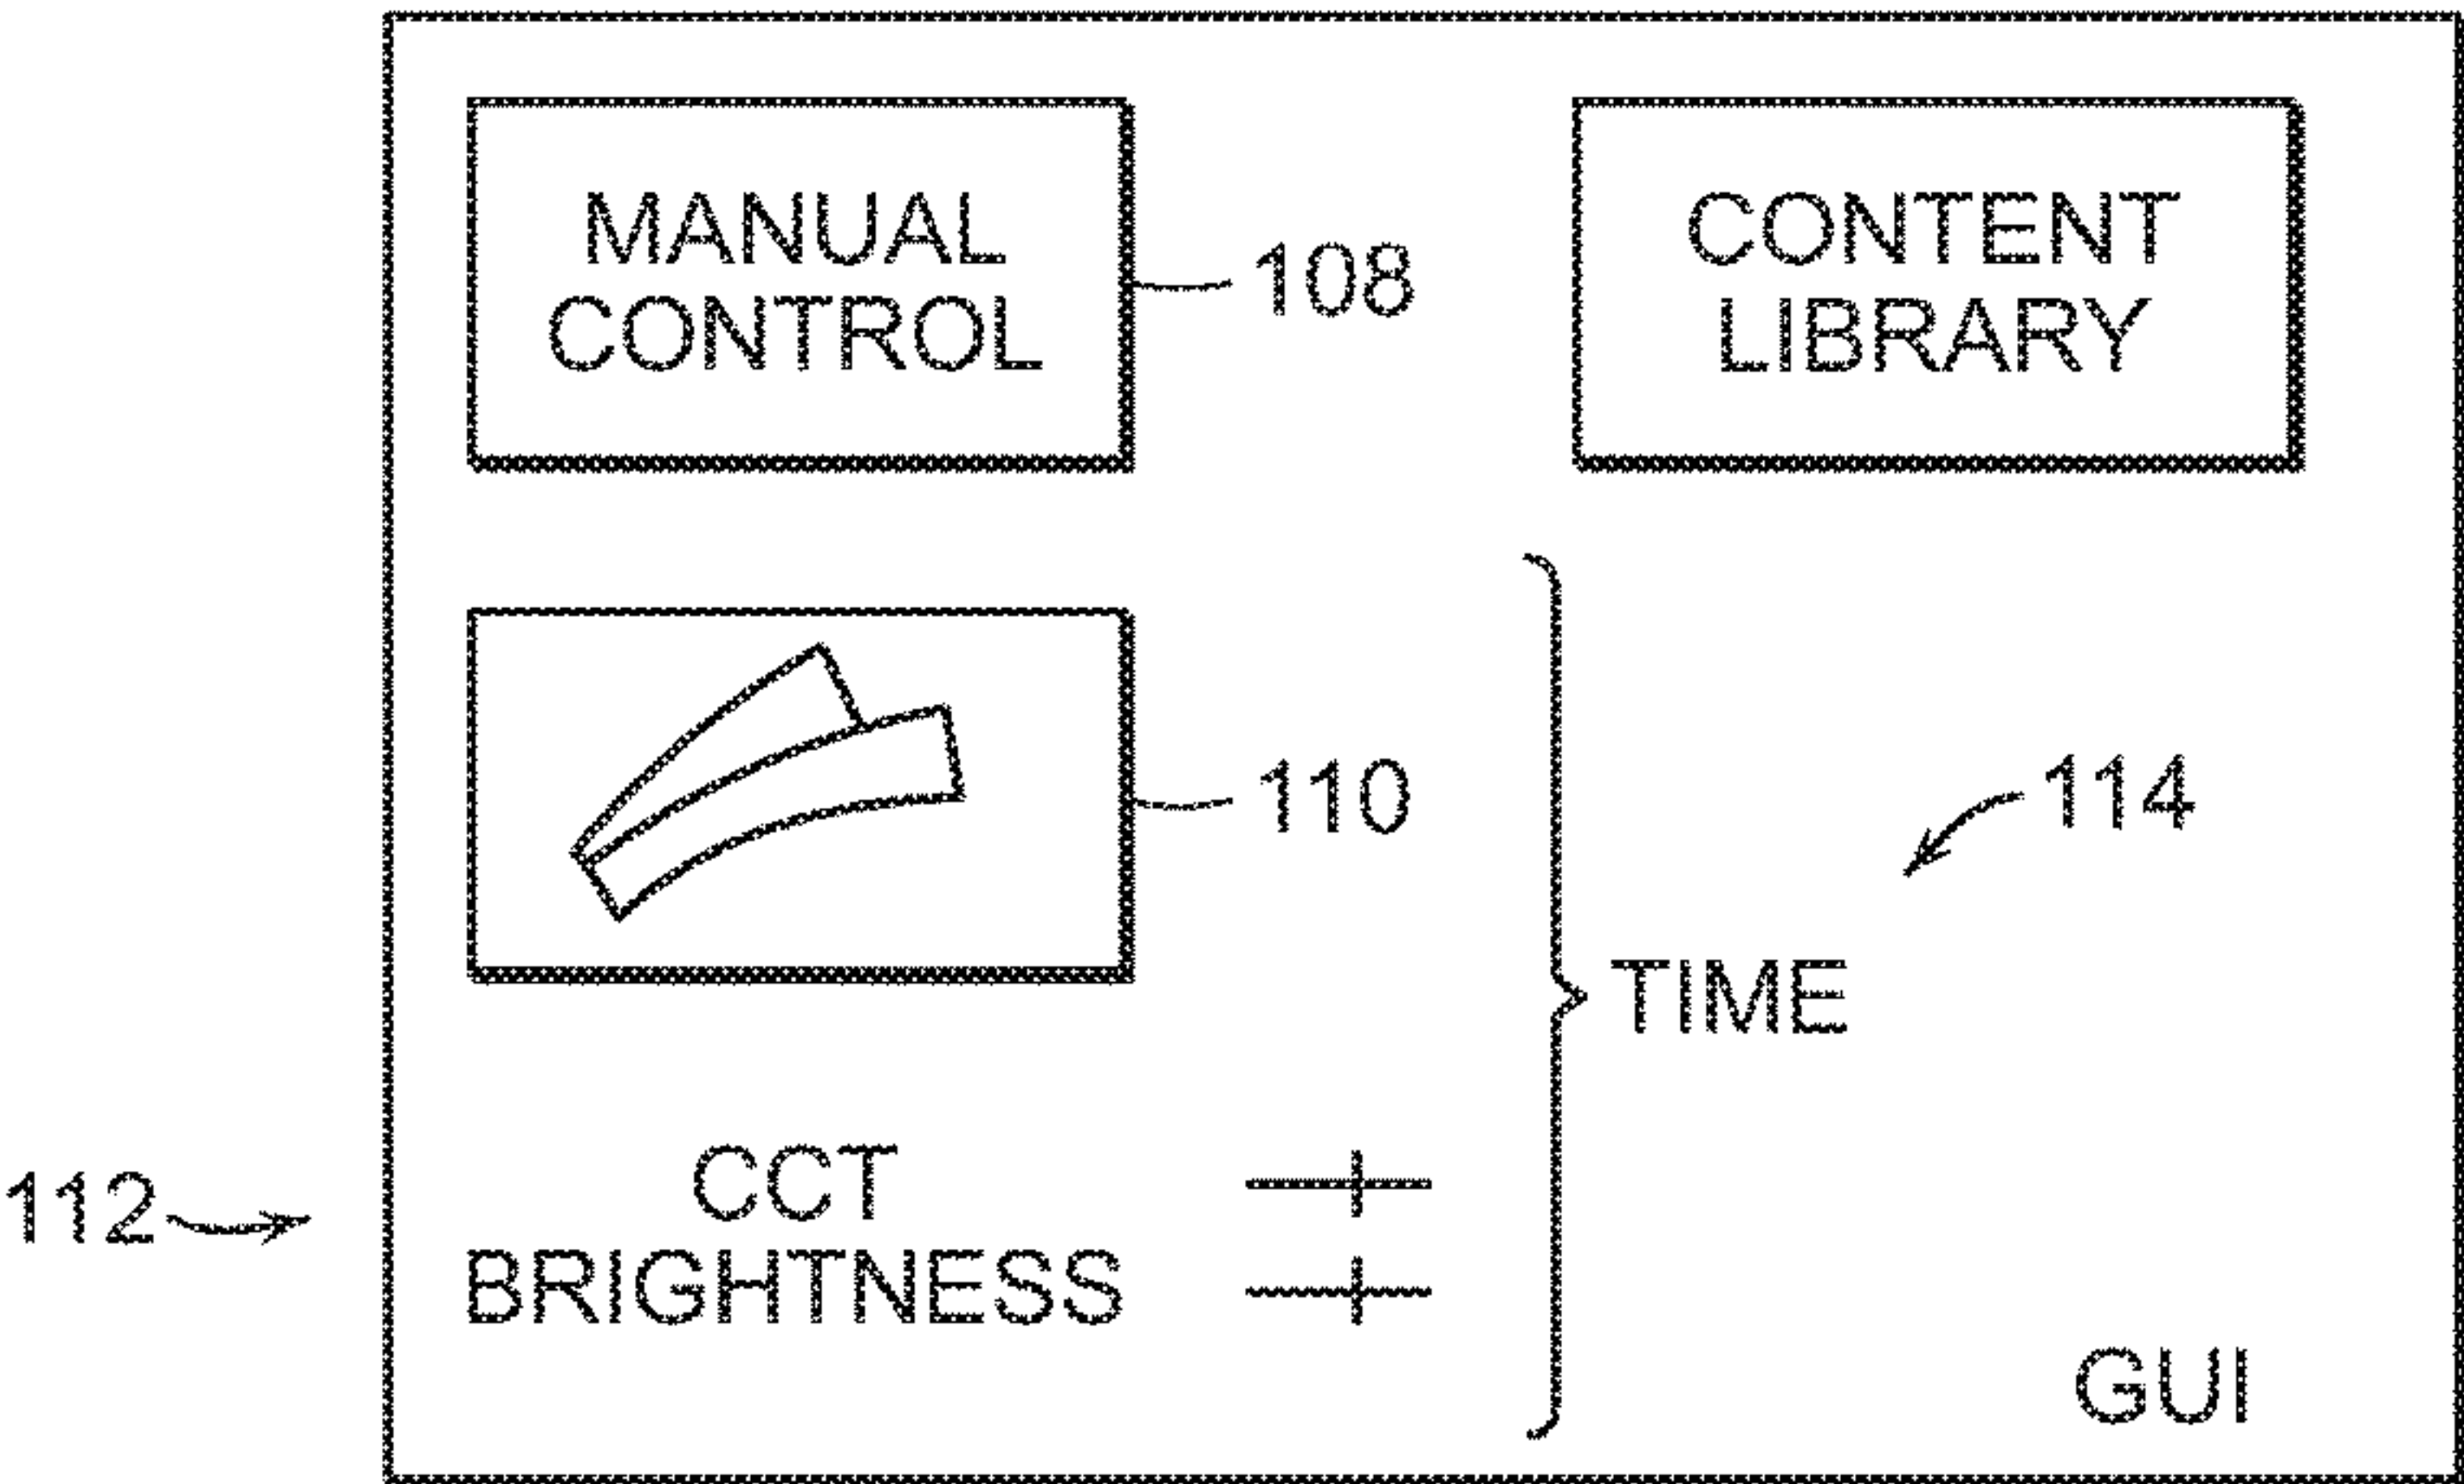 MANUAL
CONTROL
108
CONTENT
LIBRARY
110
114
TIME
112
CCT
BRIGHTNESS
GUI